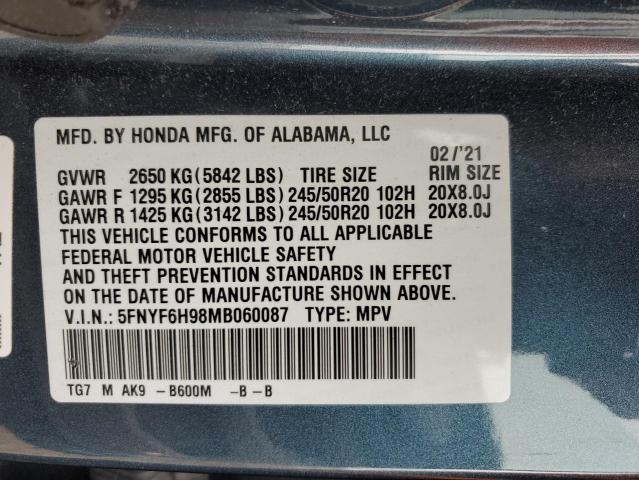 MFD. BY HONDA MFG. OF ALABAMA, LLC
02/'21
GVWR 2650 KG(5842 LBS) TIRE SIZE RIM SIZE
GAWR F 1295 KG(2855 LBS)245/50R20 102H 20X8.0J
GAWR R 1425 KG(3142 LBS)245/50R20 102H 20X8.0J
THIS VEHICLE CONFORMS TO ALL APPLICABLE
FEDERAL MOTOR VEHICLE SAFETY
AND THEFT PREVENTION STANDARDS IN EFFECT
ON THE DATE OF MANUFACTURE SHOWN ABOVE.
V.I.N.: 5FNYF6H98MB060087 TYPE: MPV
TG7 M AK9 -B600M -B-B